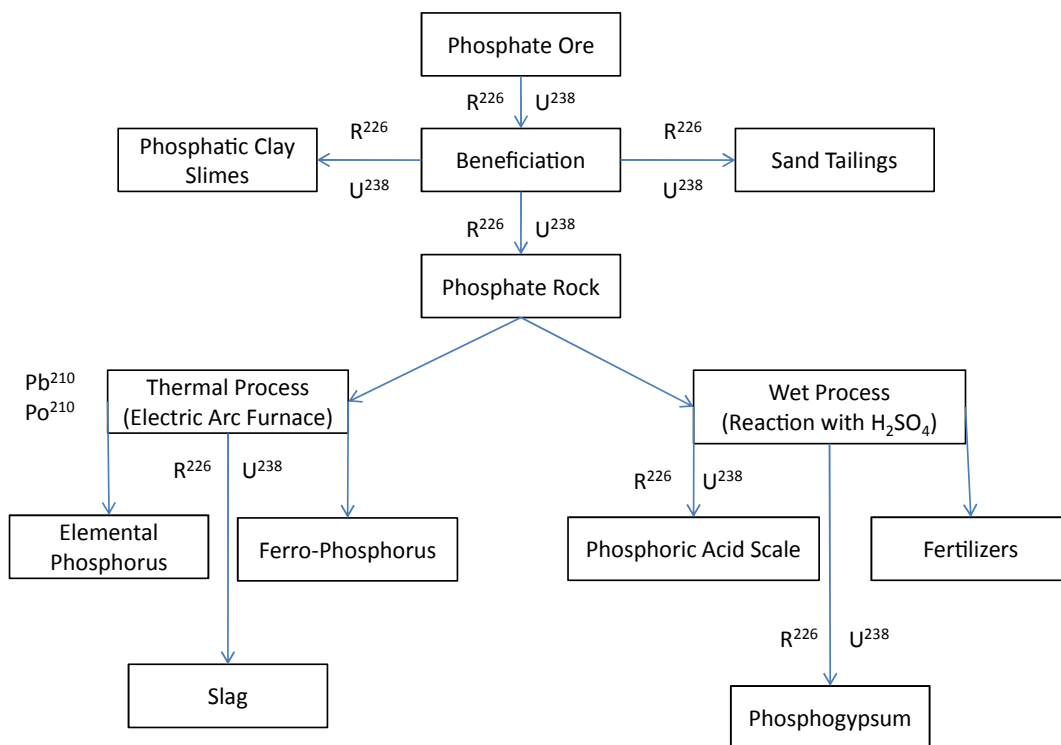 Phosphate Ore
R²²⁶ U²³⁸
R²²⁶ R²²⁶
Phosphatic Clay
Slimes
Beneficiation
Sand Tailings
U²³⁸ U²³⁸
R²²⁶ U²³⁸
Phosphate Rock
Pb²¹⁰
Po²¹⁰
Thermal Process
(Electric Arc Furnace)
Wet Process
(Reaction with H₂SO₄)
R²²⁶ U²³⁸
R²²⁶ U²³⁸
Elemental
Phosphorus
Ferro-Phosphorus
Phosphoric Acid Scale
Fertilizers
R²²⁶ U²³⁸
Slag
Phosphogypsum